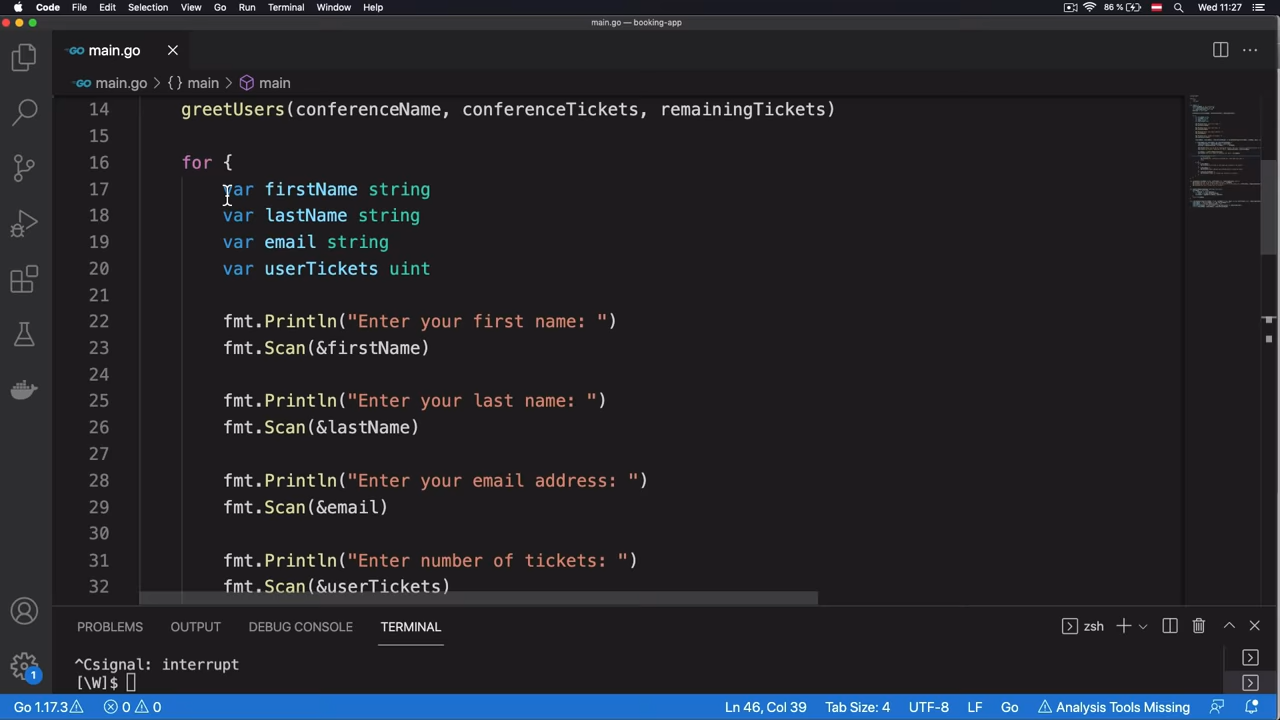 Code File Edit Selection View Go Run Terminal Window Help 86 % Wed 11:27
main.go — booking-app
GO main.go
GO main.go > { } main > main
14 greetUsers(conferenceName, conferenceTickets, remainingTickets)
15
16 for {
17 var firstName string
18 var lastName string
19 var email string
20 var userTickets uint
21
22 fmt.Println("Enter your first name: ")
23 fmt.Scan(&firstName)
24
25 fmt.Println("Enter your last name: ")
26 fmt.Scan(&lastName)
27
28 fmt.Println("Enter your email address: ")
29 fmt.Scan(&email)
30
31 fmt.Println("Enter number of tickets: ")
32 fmt.Scan(&userTickets)
PROBLEMS OUTPUT DEBUG CONSOLE TERMINAL zsh
^Csignal: interrupt
[\W]$
1
Go 1.17.3 0 0 Ln 46, Col 39 Tab Size: 4 UTF-8 LF Go Analysis Tools Missing